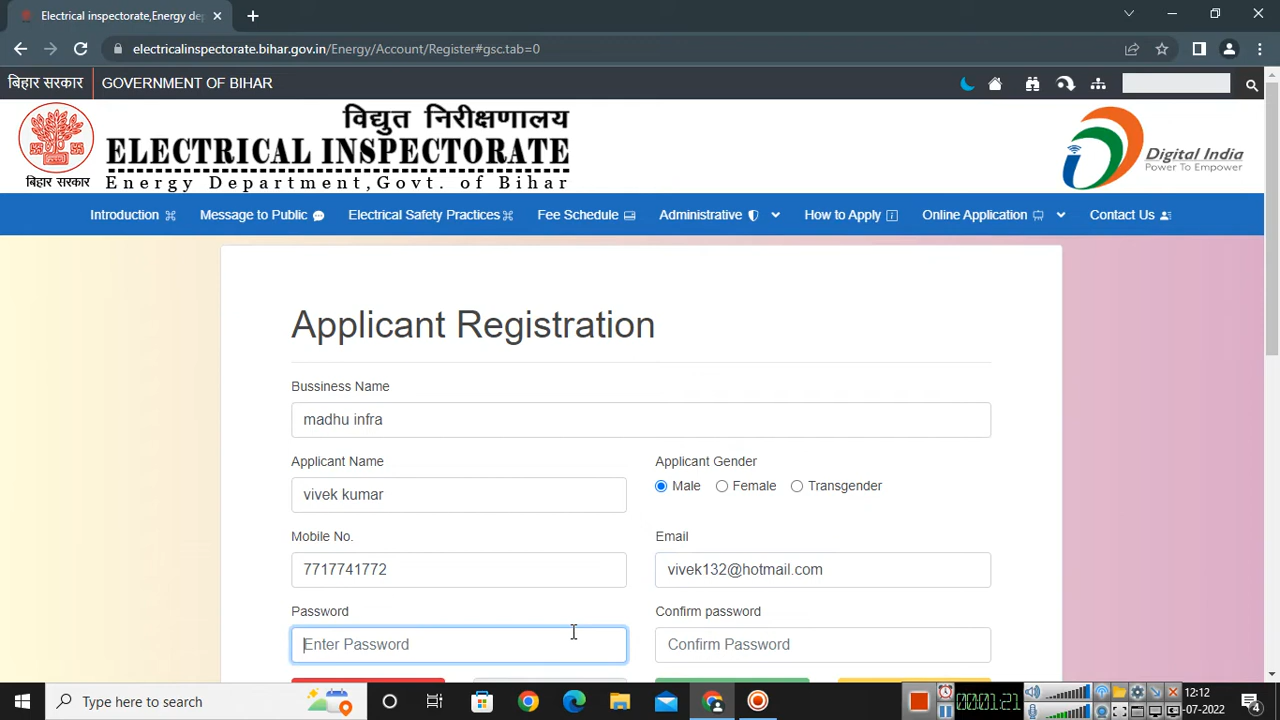 Electrical inspectorate,Energy de
electricalinspectorate.bihar.gov.in/Energy/Account/Register#gsc.tab=0
बिहार सरकार GOVERNMENT OF BIHAR
विद्युत निरीक्षणालय
ELECTRICAL INSPECTORATE
Energy Department,Govt. of Bihar
बिहार सरकार
Digital India
Power To Empower
Introduction Message to Public Electrical Safety Practices Fee Schedule Administrative How to Apply Online Application Contact Us
Applicant Registration
Bussiness Name
madhu infra
Applicant Name Applicant Gender
vivek kumar Male Female Transgender
Mobile No. Email
7717741772 vivek132@hotmail.com
Password Confirm password
Enter Password Confirm Password
Type here to search
00:01:21
12:12
-07-2022
4